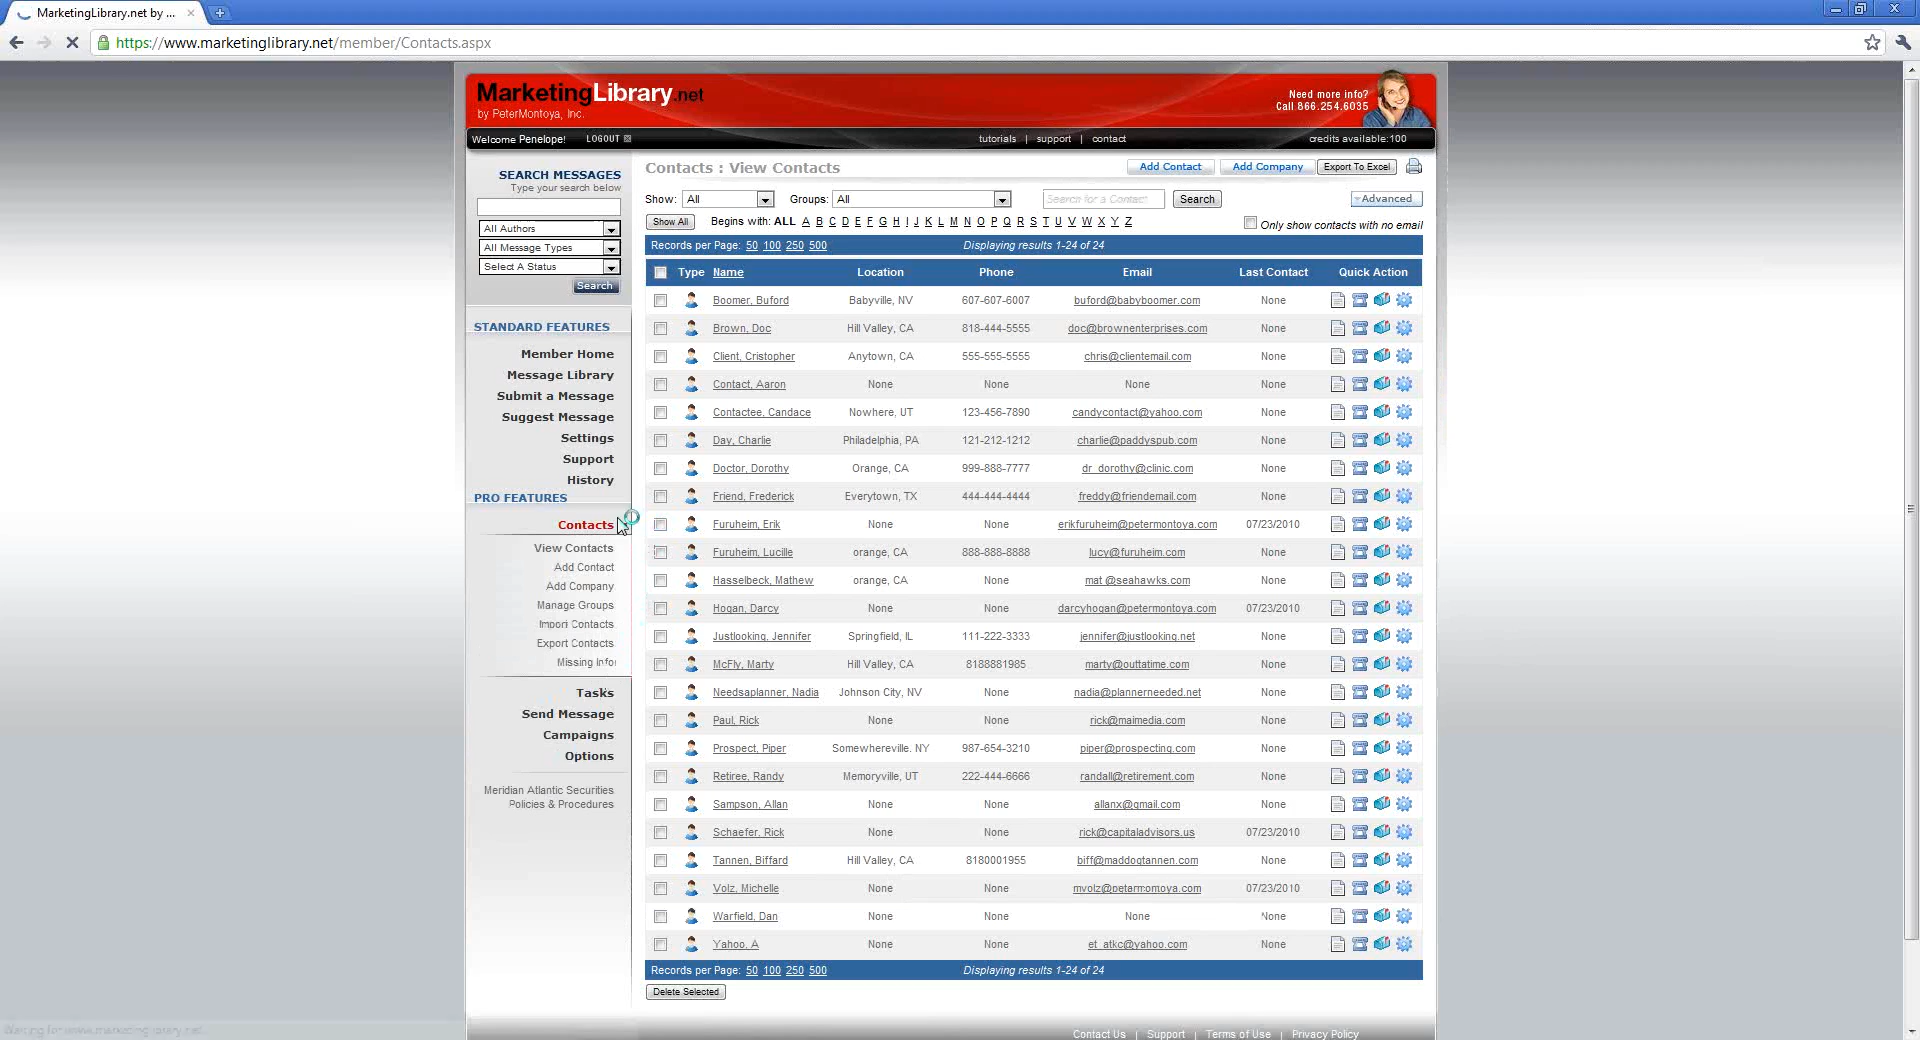 MarketingLibrary.net by ...
https://www.marketinglibrary.net/member/Contacts.aspx
MarketingLibrary.net
by PeterMontoya, Inc.
Need more info?
Call 866.254.6035
Welcome Penelope! LOGOUT
tutorials | support | contact
credits available:100
SEARCH MESSAGES
Type your search below
All Authors
All Message Types
Select A Status
Search
STANDARD FEATURES
Member Home
Message Library
Submit a Message
Suggest Message
Settings
Support
History
PRO FEATURES
Contacts
View Contacts
Add Contact
Add Company
Manage Groups
Import Contacts
Export Contacts
Missing Info
Tasks
Send Message
Campaigns
Options
Meridian Atlantic Securities
Policies & Procedures
Contacts : View Contacts
Add Contact Add Company Export To Excel
Show: All Groups: All Search for a Contact Search Advanced
Show All Begins with: ALL A B C D E F G H I J K L M N O P Q R S T U V W X Y Z Only show contacts with no email
Records per Page: 50 100 250 500 Displaying results 1-24 of 24
Type Name Location Phone Email Last Contact Quick Action
Boomer, Buford Babyville, NV 607-607-6007 buford@babyboomer.com None
Brown, Doc Hill Valley, CA 818-444-5555 doc@brownenterprises.com None
Client, Cristopher Anytown, CA 555-555-5555 chris@clientemail.com None
Contact, Aaron None None None None
Contactee, Candace Nowhere, UT 123-456-7890 candycontact@yahoo.com None
Day, Charlie Philadelphia, PA 121-212-1212 charlie@paddyspub.com None
Doctor, Dorothy Orange, CA 999-888-7777 dr_dorothy@clinic.com None
Friend, Frederick Everytown, TX 444-444-4444 freddy@friendemail.com None
Furuheim, Erik None None erikfuruheim@petermontoya.com 07/23/2010
Furuheim, Lucille orange, CA 888-888-8888 lucy@furuheim.com None
Hasselbeck, Mathew orange, CA None mat @seahawks.com None
Hogan, Darcy None None darcyhogan@petermontoya.com 07/23/2010
Justlooking, Jennifer Springfield, IL 111-222-3333 jennifer@justlooking.net None
McFly, Marty Hill Valley, CA 8188881985 marty@outtatime.com None
Needsaplanner, Nadia Johnson City, NV None nadia@plannerneeded.net None
Paul, Rick None None rick@maimedia.com None
Prospect, Piper Somewhereville, NY 987-654-3210 piper@prospecting.com None
Retiree, Randy Memoryville, UT 222-444-6666 randall@retirement.com None
Sampson, Allan None None allanx@gmail.com None
Schaefer, Rick None None rick@capitaladvisors.us 07/23/2010
Tannen, Biffard Hill Valley, CA 8180001955 biff@maddogtannen.com None
Volz, Michelle None None mvolz@petermontoya.com 07/23/2010
Warfield, Dan None None None None
Yahoo, A None None et_atkc@yahoo.com None
Records per Page: 50 100 250 500 Displaying results 1-24 of 24
Delete Selected
Contact Us | Support | Terms of Use | Privacy Policy
Waiting for www.marketinglibrary.net